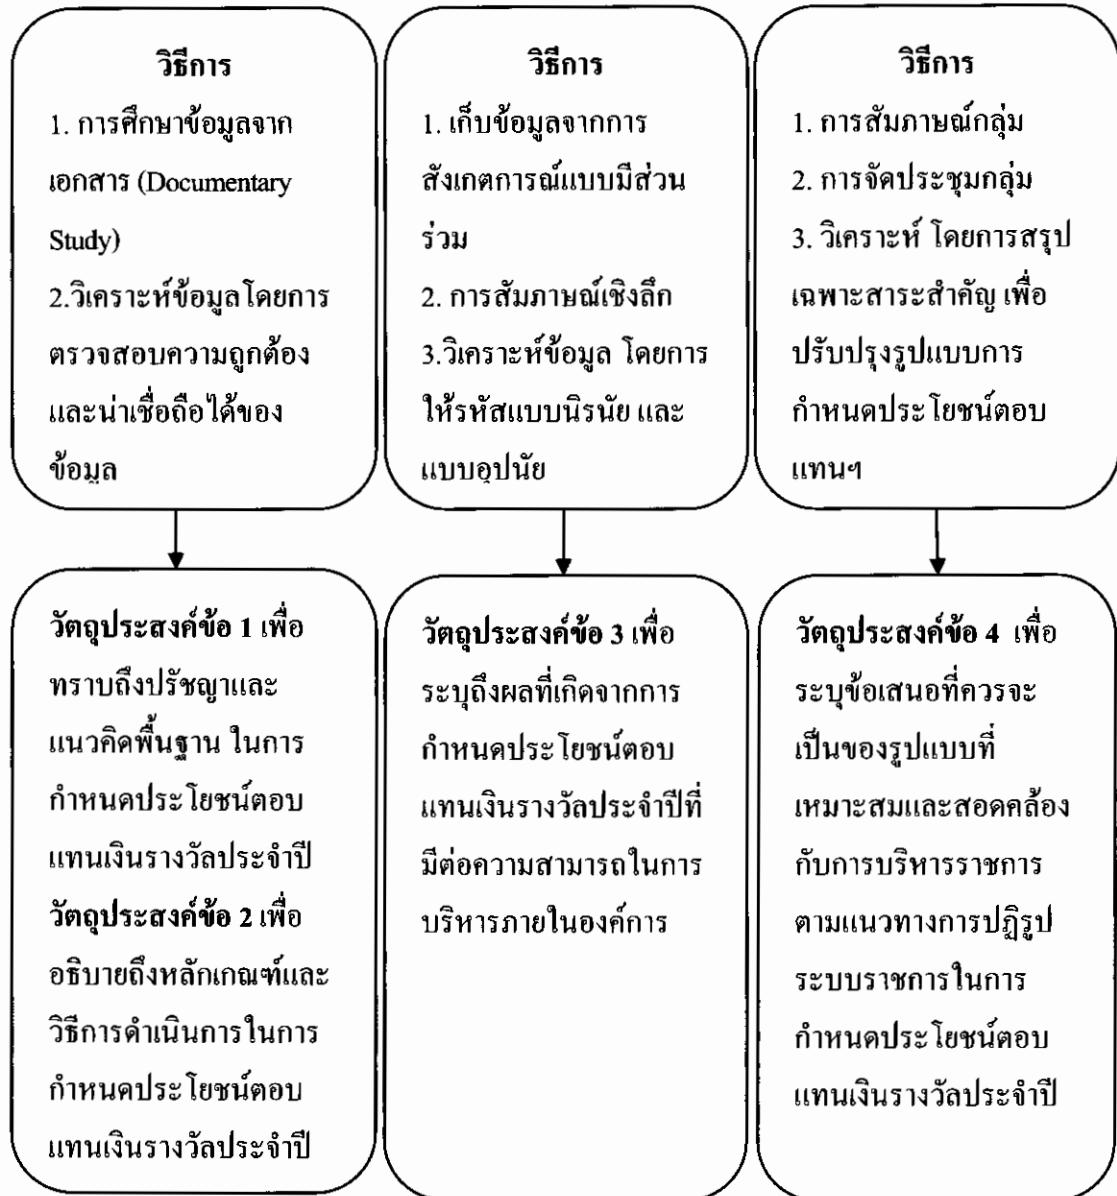 วิธีการ
1. การศึกษาข้อมูลจาก
เอกสาร (Documentary
Study)
2.วิเคราะห์ข้อมูลโดยการ
ตรวจสอบความถูกต้อง
และน่าเชื่อถือได้ของ
ข้อมูล
วิธีการ
1. เก็บข้อมูลจากการ
สังเกตการณ์แบบมีส่วน
ร่วม
2. การสัมภาษณ์เชิงลึก
3.วิเคราะห์ข้อมูล โดยการ
ให้รหัสแบบนิรนัย และ
แบบอุปนัย
วิธีการ
1. การสัมภาษณ์กลุ่ม
2. การจัดประชุมกลุ่ม
3. วิเคราะห์ โดยการสรุป
เฉพาะสาระสำคัญ เพื่อ
ปรับปรุงรูปแบบการ
กำหนดประโยชน์ตอบ
แทนฯ
วัตถุประสงค์ข้อ 1 เพื่อ
ทราบถึงปรัชญาและ
แนวคิดพื้นฐาน ในการ
กำหนดประโยชน์ตอบ
แทนเงินรางวัลประจำปี
วัตถุประสงค์ข้อ 2 เพื่อ
อธิบายถึงหลักเกณฑ์และ
วิธีการดำเนินการในการ
กำหนดประโยชน์ตอบ
แทนเงินรางวัลประจำปี
วัตถุประสงค์ข้อ 3 เพื่อ
ระบุถึงผลที่เกิดจากการ
กำหนดประโยชน์ตอบ
แทนเงินรางวัลประจำปีที่
มีต่อความสามารถในการ
บริหารภายในองค์การ
วัตถุประสงค์ข้อ 4 เพื่อ
ระบุข้อเสนอที่ควรจะ
เป็นของรูปแบบที่
เหมาะสมและสอดคล้อง
กับการบริหารราชการ
ตามแนวทางการปฏิรูป
ระบบราชการในการ
กำหนดประโยชน์ตอบ
แทนเงินรางวัลประจำปี